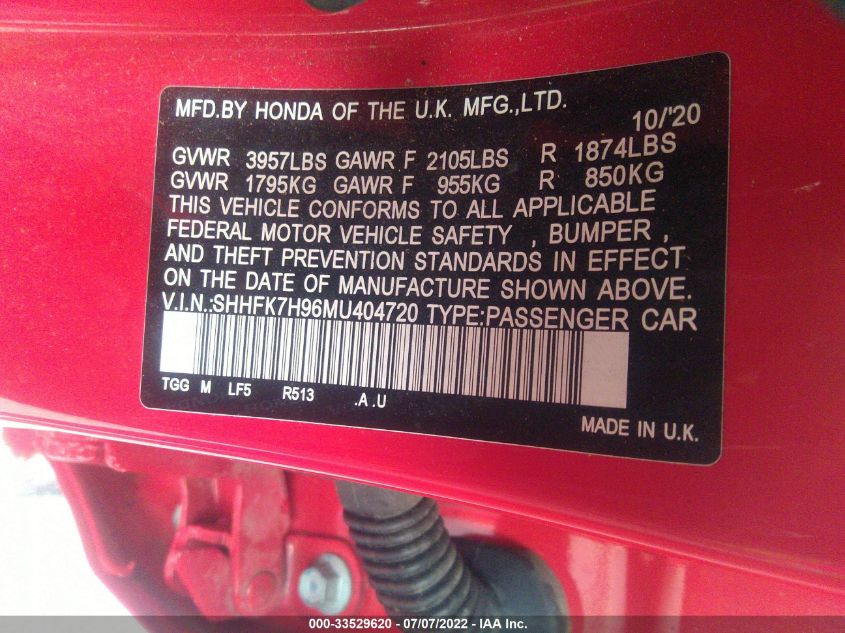 MFD.BY HONDA OF THE U.K. MFG.,LTD.
10/'20
GVWR 3957LBS GAWR F 2105LBS R 1874LBS
GVWR 1795KG GAWR F 955KG R 850KG
THIS VEHICLE CONFORMS TO ALL APPLICABLE
FEDERAL MOTOR VEHICLE SAFETY , BUMPER ,
AND THEFT PREVENTION STANDARDS IN EFFECT
ON THE DATE OF MANUFACTURE SHOWN ABOVE.
V.I.N.:SHHFK7H96MU404720 TYPE:PASSENGER CAR
TGG M LF5 R513 .A .U
MADE IN U.K.
000-33529620 / 07/07/2022 - IAA Inc.